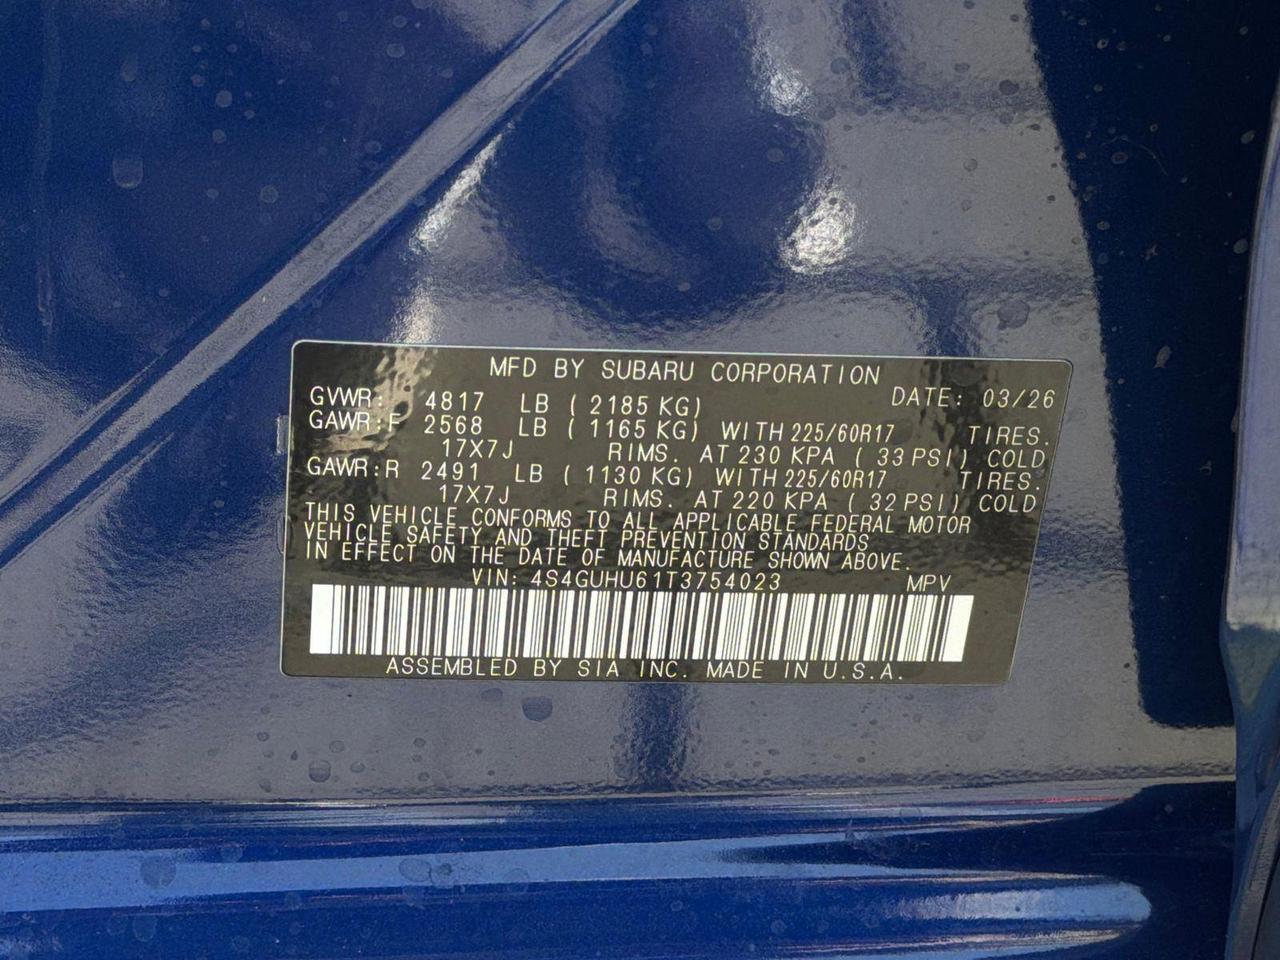 MFD BY SUBARU CORPORATION
GVWR: 4817 LB ( 2185 KG) DATE: 03/26
GAWR:F 2568 LB ( 1165 KG) WITH 225/60R17 TIRES.
17X7J RIMS. AT 230 KPA ( 33 PSI) COLD
GAWR:R 2491 LB ( 1130 KG) WITH 225/60R17 TIRES.
17X7J RIMS. AT 220 KPA ( 32 PSI) COLD
THIS VEHICLE CONFORMS TO ALL APPLICABLE FEDERAL MOTOR
VEHICLE SAFETY AND THEFT PREVENTION STANDARDS
IN EFFECT ON THE DATE OF MANUFACTURE SHOWN ABOVE.
VIN: 4S4GUHU61T3754023 MPV
ASSEMBLED BY SIA INC. MADE IN U.S.A.